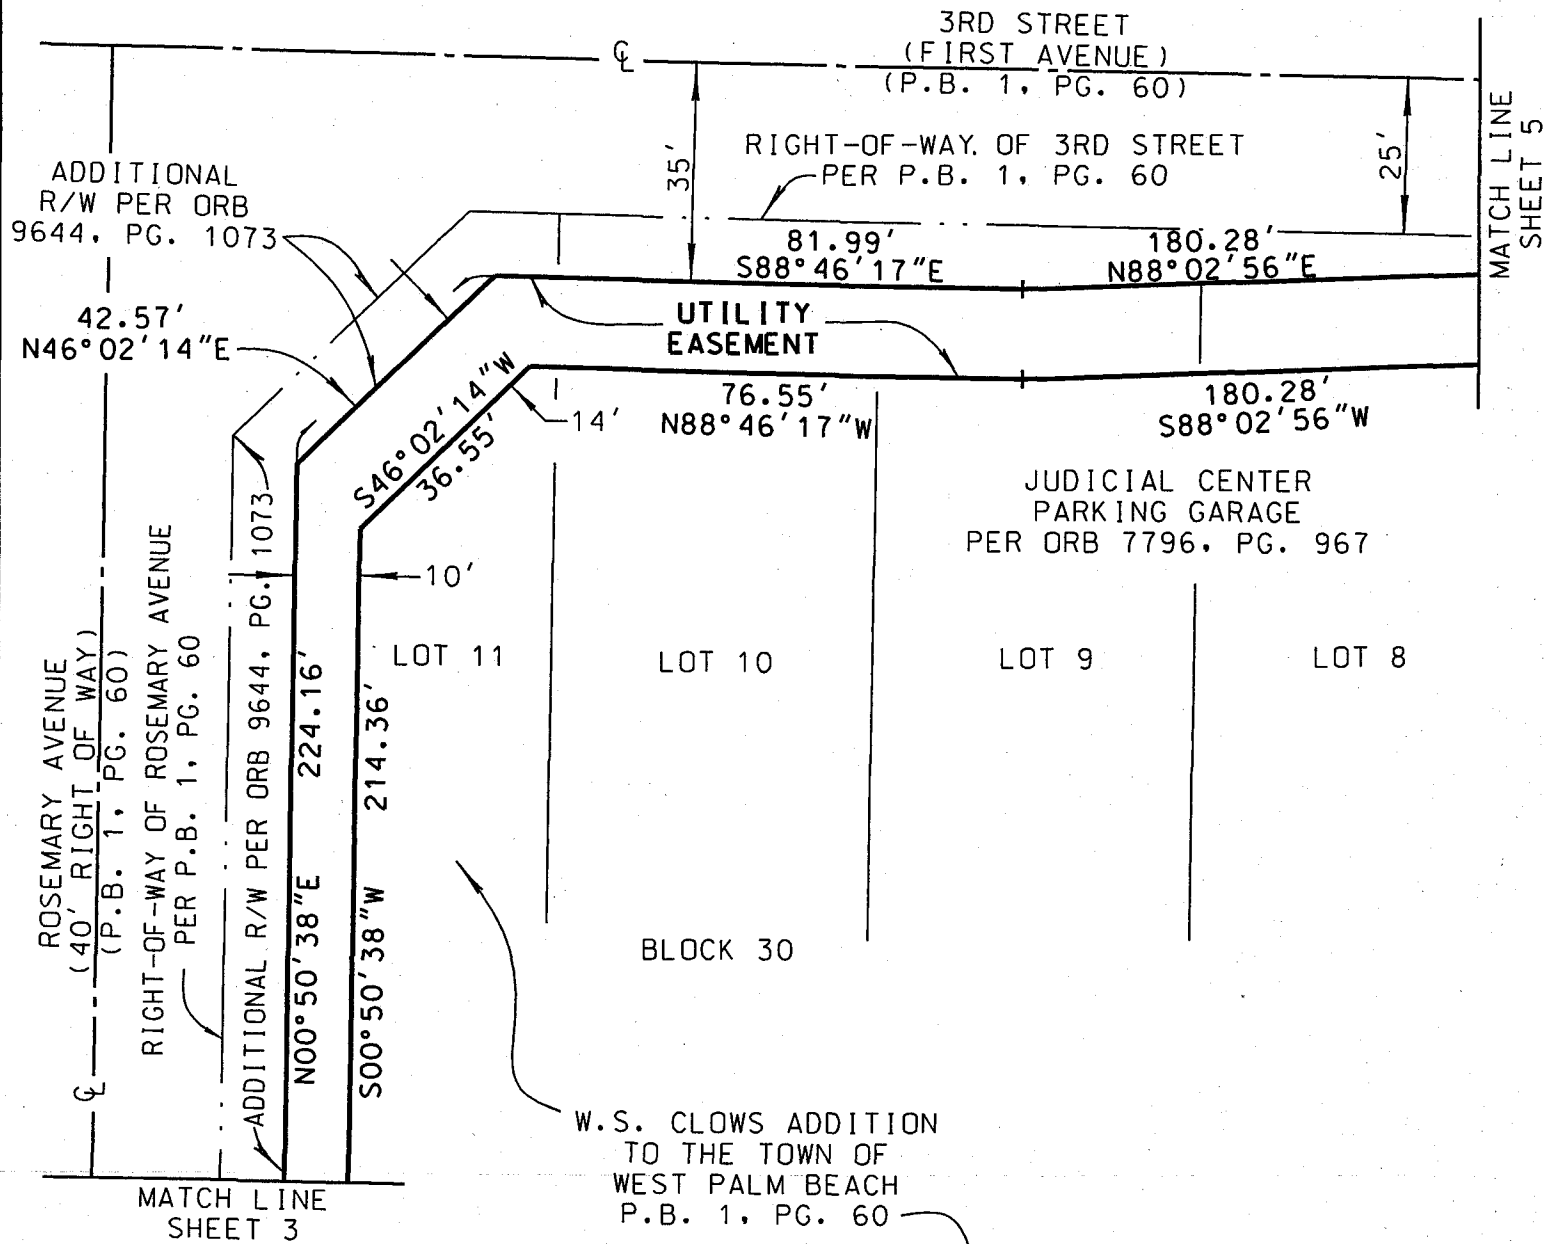 3RD STREET
(FIRST AVENUE)
(P.B. 1, PG. 60)
℄
MATCH LINE
SHEET 5
25'
35'
RIGHT-OF-WAY. OF 3RD STREET
PER P.B. 1, PG. 60
ADDITIONAL
R/W PER ORB
9644, PG. 1073
81.99'
S88°46'17"E
180.28'
N88°02'56"E
42.57'
N46°02'14"E
UTILITY
EASEMENT
S46°02'14"W
36.55'
14'
76.55'
N88°46'17"W
180.28'
S88°02'56"W
JUDICIAL CENTER
PARKING GARAGE
PER ORB 7796, PG. 967
10'
LOT 11
LOT 10
LOT 9
LOT 8
ROSEMARY AVENUE
(40' RIGHT OF WAY)
(P.B. 1, PG. 60)
RIGHT-OF-WAY OF ROSEMARY AVENUE
PER P.B. 1, PG. 60
ADDITIONAL R/W PER ORB 9644, PG. 1073
N00°50'38"E 224.16'
S00°50'38"W 214.36'
BLOCK 30
℄
W.S. CLOWS ADDITION
TO THE TOWN OF
WEST PALM BEACH
P.B. 1, PG. 60
MATCH LINE
SHEET 3